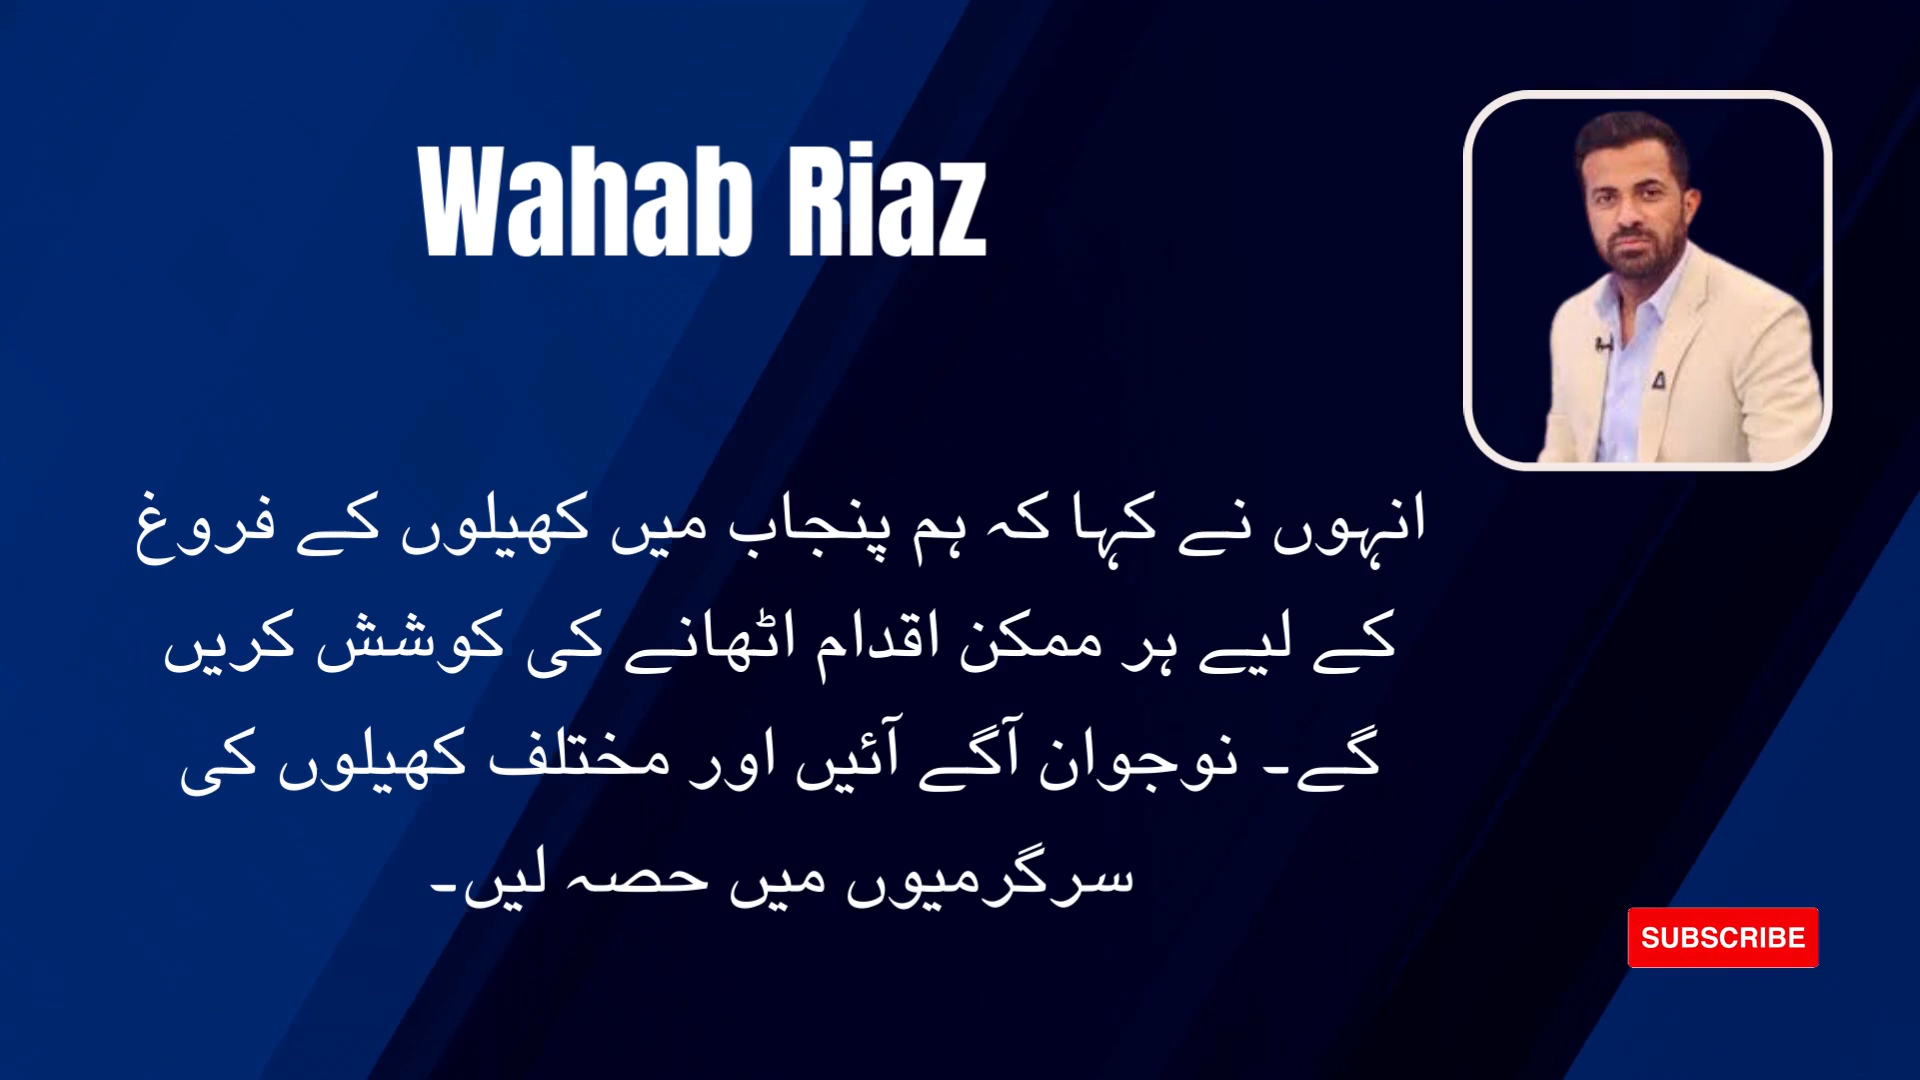 Wahab Riaz
انہوں نے کہا کہ ہم پنجاب میں کھیلوں کے فروغ
کے لیے ہر ممکن اقدام اٹھانے کی کوشش کریں
گے۔ نوجوان آگے آئیں اور مختلف کھیلوں کی
سرگرمیوں میں حصہ لیں۔
SUBSCRIBE